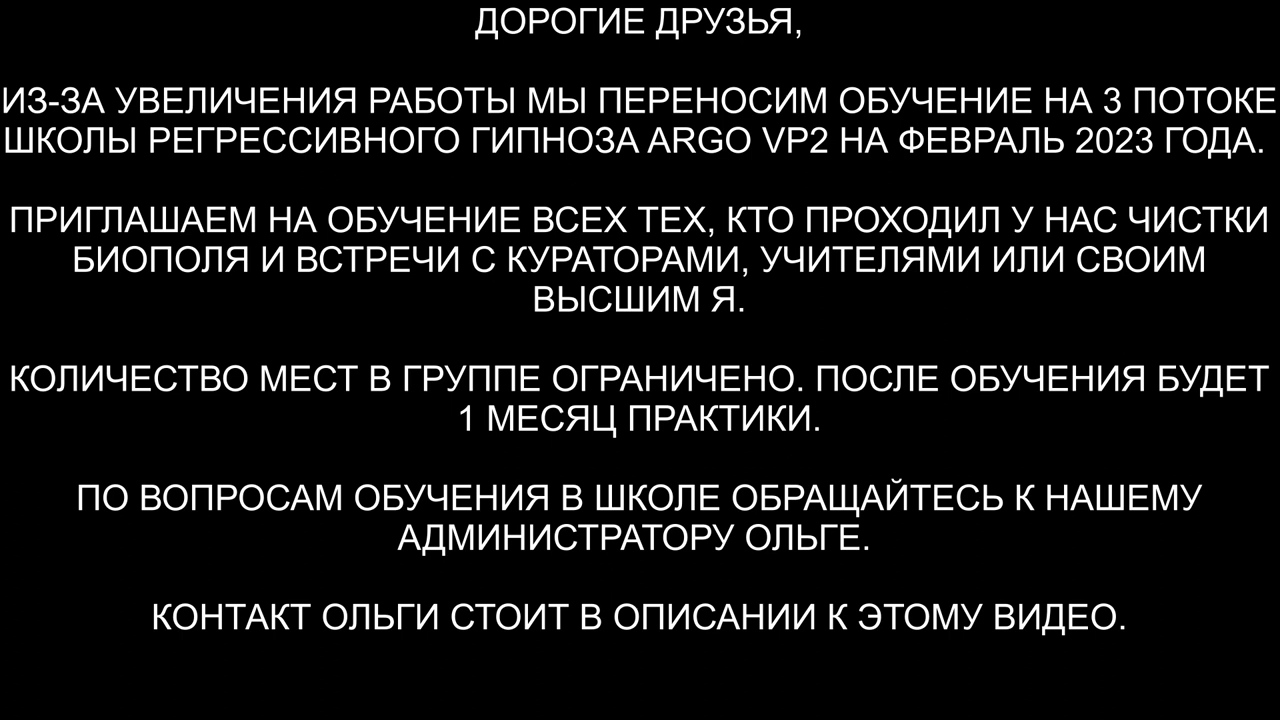 ДОРОГИЕ ДРУЗЬЯ,
ИЗ-ЗА УВЕЛИЧЕНИЯ РАБОТЫ МЫ ПЕРЕНОСИМ ОБУЧЕНИЕ НА 3 ПОТОКЕ
ШКОЛЫ РЕГРЕССИВНОГО ГИПНОЗА ARGO VP2 НА ФЕВРАЛЬ 2023 ГОДА.
ПРИГЛАШАЕМ НА ОБУЧЕНИЕ ВСЕХ ТЕХ, КТО ПРОХОДИЛ У НАС ЧИСТКИ
БИОПОЛЯ И ВСТРЕЧИ С КУРАТОРАМИ, УЧИТЕЛЯМИ ИЛИ СВОИМ
ВЫСШИМ Я.
КОЛИЧЕСТВО МЕСТ В ГРУППЕ ОГРАНИЧЕНО. ПОСЛЕ ОБУЧЕНИЯ БУДЕТ
1 МЕСЯЦ ПРАКТИКИ.
ПО ВОПРОСАМ ОБУЧЕНИЯ В ШКОЛЕ ОБРАЩАЙТЕСЬ К НАШЕМУ
АДМИНИСТРАТОРУ ОЛЬГЕ.
КОНТАКТ ОЛЬГИ СТОИТ В ОПИСАНИИ К ЭТОМУ ВИДЕО.